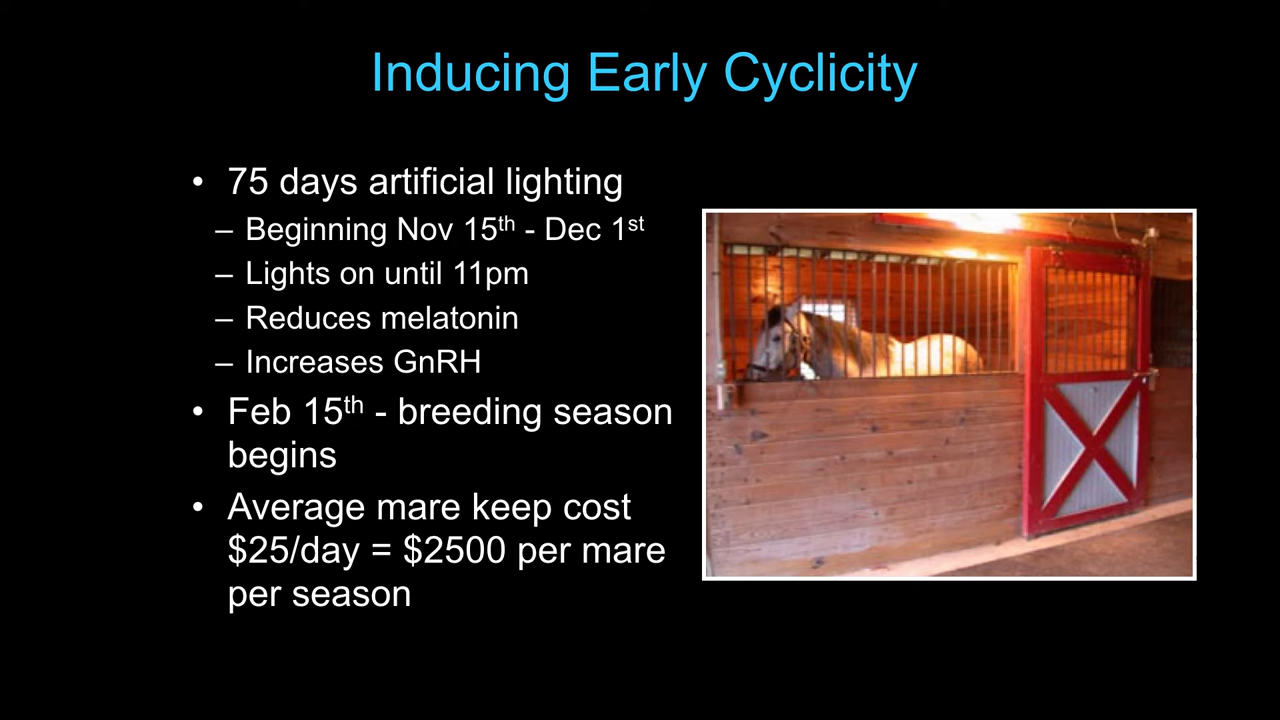 Inducing Early Cyclicity
• 75 days artificial lighting
– Beginning Nov 15th - Dec 1st
– Lights on until 11pm
– Reduces melatonin
– Increases GnRH
• Feb 15th - breeding season
begins
• Average mare keep cost
$25/day = $2500 per mare
per season